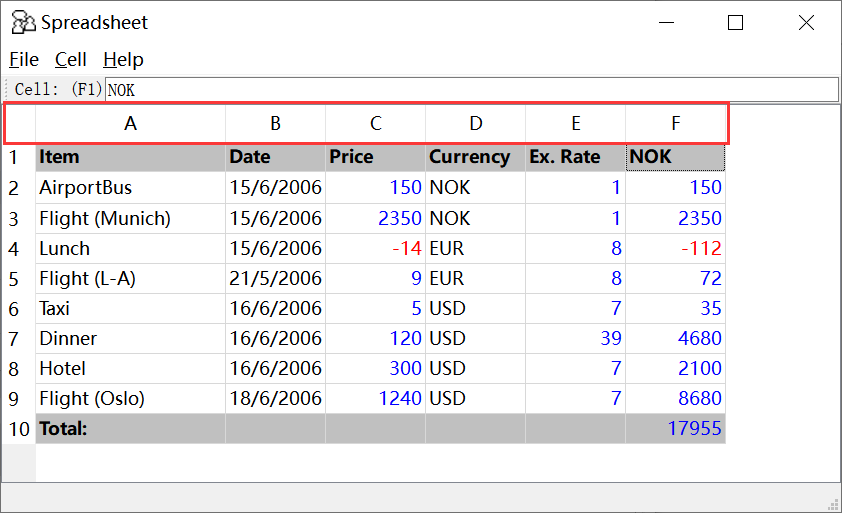 Spreadsheet
File Cell Help
Cell: (F1) NOK
A B C D E F
1 Item Date Price Currency Ex. Rate NOK
2 AirportBus 15/6/2006 150 NOK 1 150
3 Flight (Munich) 15/6/2006 2350 NOK 1 2350
4 Lunch 15/6/2006 -14 EUR 8 -112
5 Flight (L-A) 21/5/2006 9 EUR 8 72
6 Taxi 16/6/2006 5 USD 7 35
7 Dinner 16/6/2006 120 USD 39 4680
8 Hotel 16/6/2006 300 USD 7 2100
9 Flight (Oslo) 18/6/2006 1240 USD 7 8680
10 Total: 17955